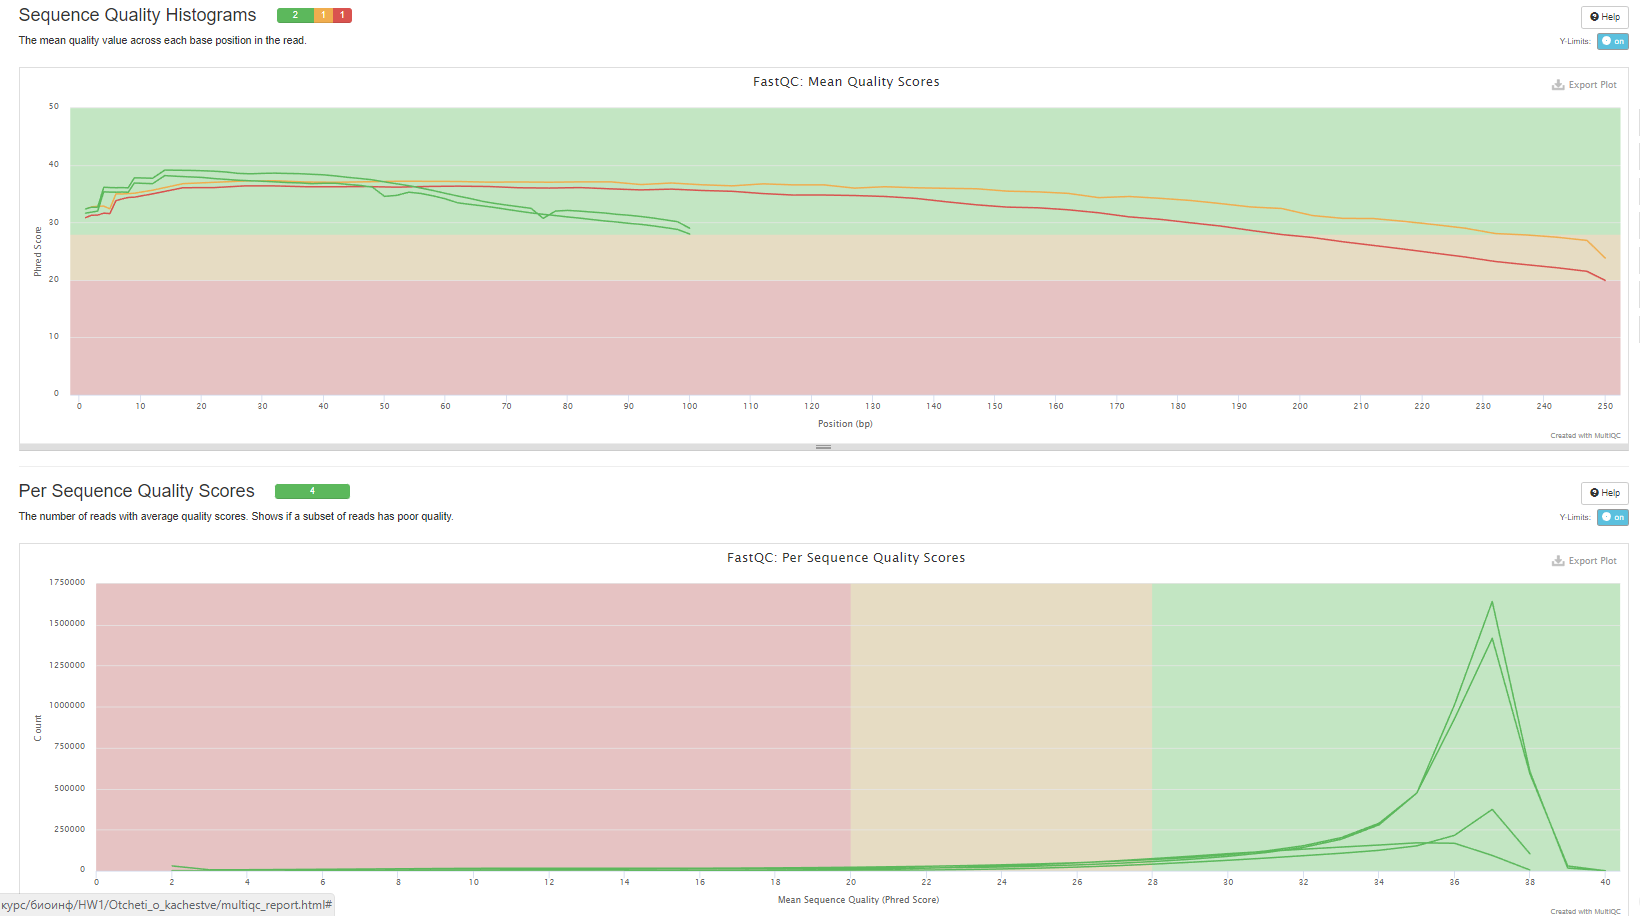 Sequence Quality Histograms 2 1 1
Help
The mean quality value across each base position in the read.
Y-Limits: on
FastQC: Mean Quality Scores
Export Plot
50
40
30
20
10
0
Phred Score
0 10 20 30 40 50 60 70 80 90 100 110 120 130 140 150 160 170 180 190 200 210 220 230 240 250
Position (bp)
Created with MultiQC
Per Sequence Quality Scores 4
Help
The number of reads with average quality scores. Shows if a subset of reads has poor quality.
Y-Limits: on
FastQC: Per Sequence Quality Scores
Export Plot
1750000
1500000
1250000
1000000
750000
500000
250000
0
Count
0 2 4 6 8 10 12 14 16 18 20 22 24 26 28 30 32 34 36 38 40
Mean Sequence Quality (Phred Score)
курс/биоинф/HW1/Otcheti_o_kachestve/multiqc_report.html#
Created with MultiQC